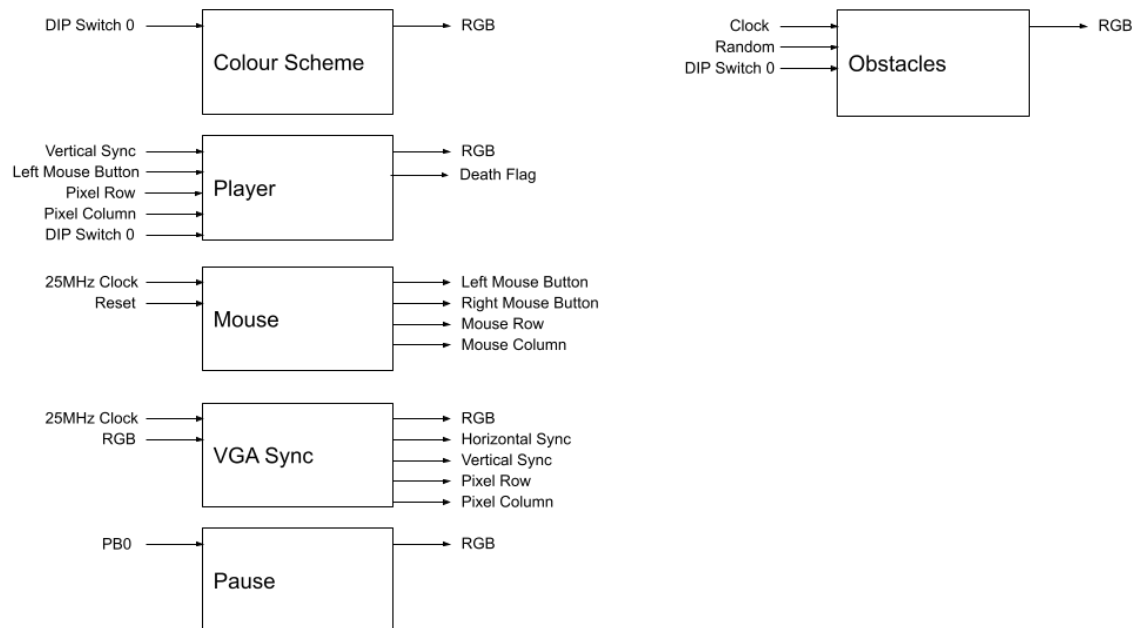 DIP Switch 0
Colour Scheme
RGB
Clock
Random
DIP Switch 0
Obstacles
RGB
Vertical Sync
Left Mouse Button
Pixel Row
Pixel Column
DIP Switch 0
Player
RGB
Death Flag
25MHz Clock
Reset
Mouse
Left Mouse Button
Right Mouse Button
Mouse Row
Mouse Column
25MHz Clock
RGB
VGA Sync
RGB
Horizontal Sync
Vertical Sync
Pixel Row
Pixel Column
PB0
Pause
RGB